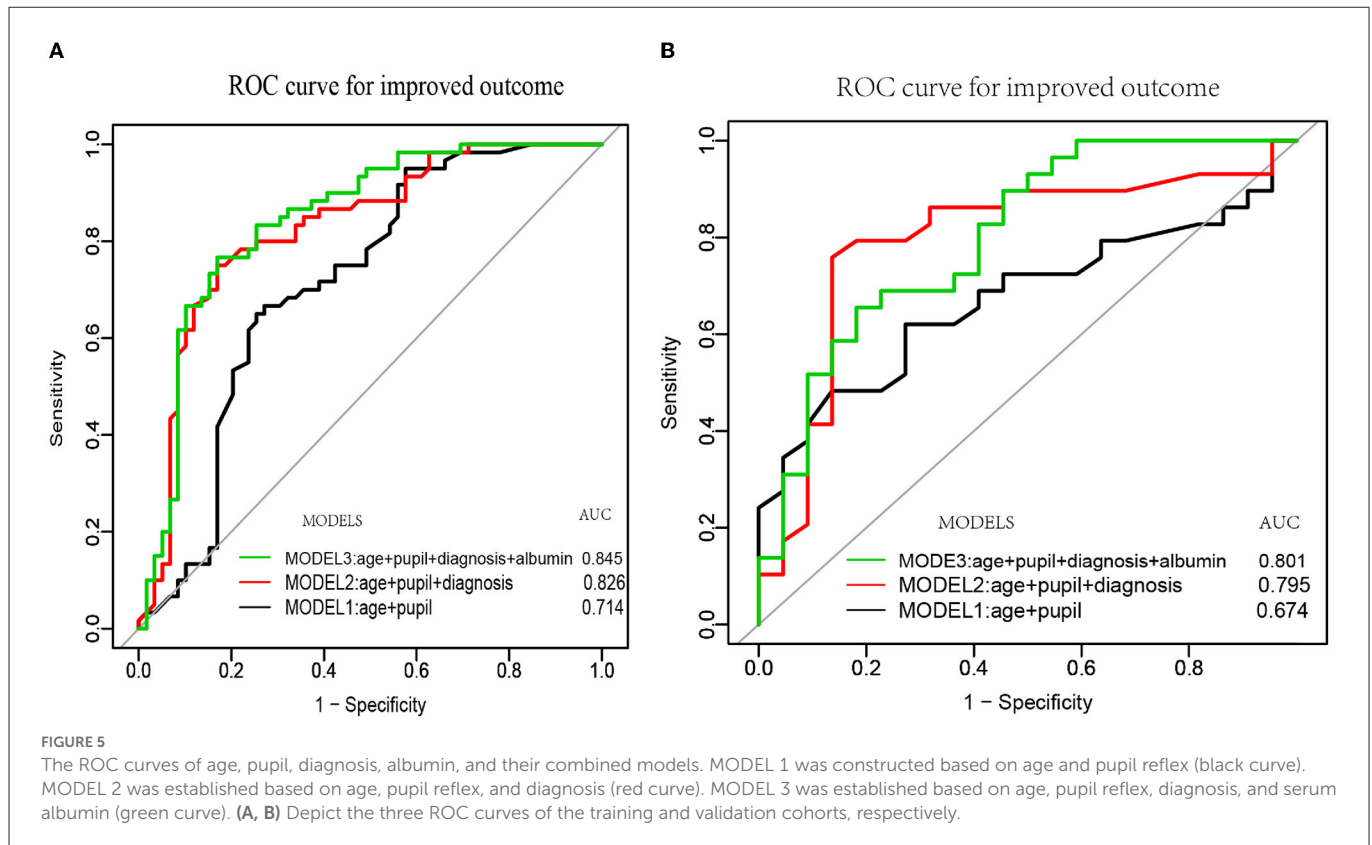 A
ROC curve for improved outcome
Sensitivity
1.0
0.8
0.6
0.4
0.2
0.0
MODELS AUC
MODEL3:age+pupil+diagnosis+albumin 0.845
MODEL2:age+pupil+diagnosis 0.826
MODEL1:age+pupil 0.714
0.0 0.2 0.4 0.6 0.8 1.0
1 − Specificity
B
ROC curve for improved outcome
Sensitivity
1.0
0.8
0.6
0.4
0.2
0.0
MODELS AUC
MODE3:age+pupil+diagnosis+albumin 0.801
MODEL2:age+pupil+diagnosis 0.795
MODEL1:age+pupil 0.674
0.0 0.2 0.4 0.6 0.8
1 − Specificity
FIGURE 5
The ROC curves of age, pupil, diagnosis, albumin, and their combined models. MODEL 1 was constructed based on age and pupil reflex (black curve).
MODEL 2 was established based on age, pupil reflex, and diagnosis (red curve). MODEL 3 was established based on age, pupil reflex, diagnosis, and serum
albumin (green curve). (A, B) Depict the three ROC curves of the training and validation cohorts, respectively.